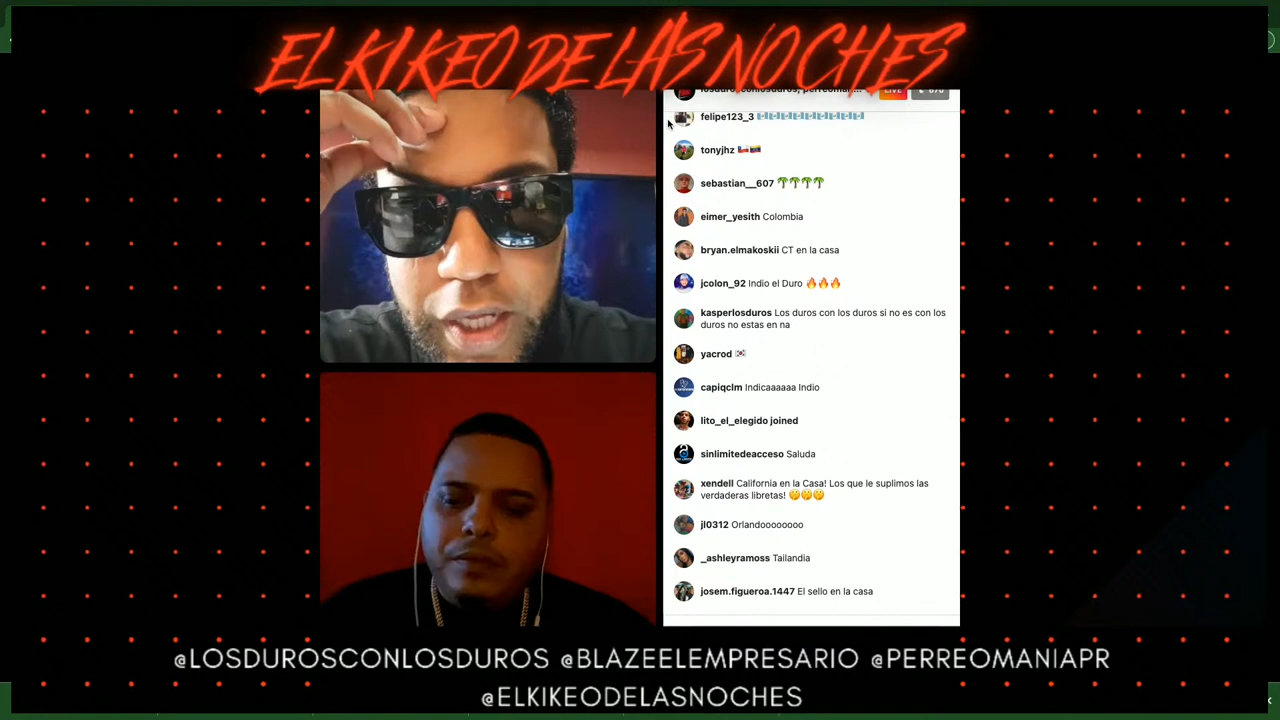 EL KIKEO DE LAS NOCHES
LIVE
felipe123_3 🇬🇹🇬🇹🇬🇹🇬🇹🇬🇹🇬🇹🇬🇹🇬🇹🇬🇹🇬🇹
tonyjhz 🇨🇱🇻🇪
sebastian__607 🌴🌴🌴🌴
eimer_yesith Colombia
bryan.elmakoskii CT en la casa
jcolon_92 Indio el Duro 🔥🔥🔥
kasperlosduros Los duros con los duros si no es con los
duros no estas en na
yacrod 🇰🇷
capiqclm Indicaaaaaa Indio
lito_el_elegido joined
sinlimitedeacceso Saluda
xendell California en la Casa! Los que le suplimos las
verdaderas libretas! 🤫🤫🤫
jl0312 Orlandoooooooo
_ashleyramoss Tailandia
josem.figueroa.1447 El sello en la casa
@LOSDUROSCONLOSDUROS @BLAZEELEMPRESARIO @PERREOMANIAPR
@ELKIKEODELASNOCHES